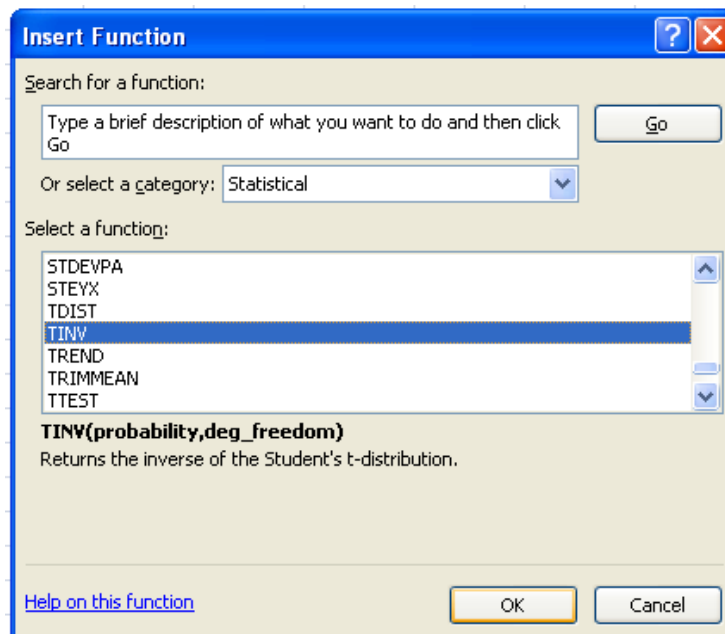 Insert Function
Search for a function:
Type a brief description of what you want to do and then click
Go
Go
Or select a category: Statistical
Select a function:
STDEVPA
STEYX
TDIST
TINV
TREND
TRIMMEAN
TTEST
TINV(probability,deg_freedom)
Returns the inverse of the Student's t-distribution.
Help on this function
OK
Cancel